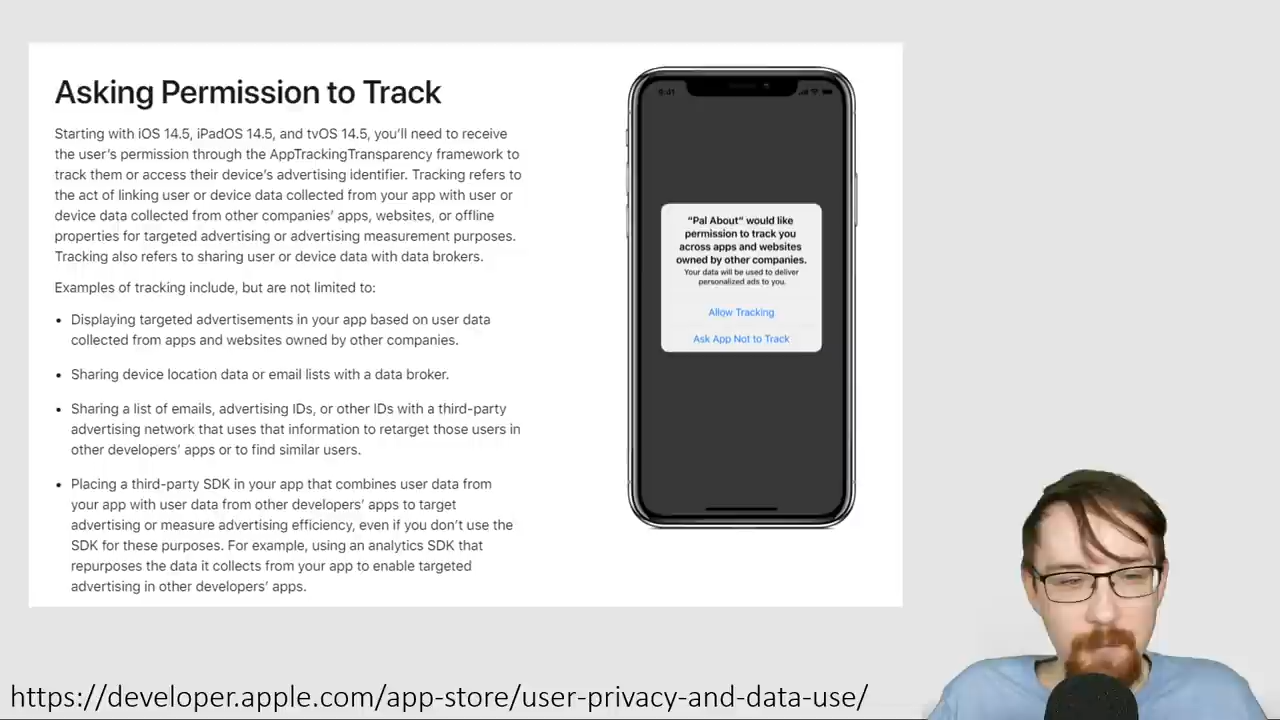 Asking Permission to Track
Starting with iOS 14.5, iPadOS 14.5, and tvOS 14.5, you’ll need to receive
the user’s permission through the AppTrackingTransparency framework to
track them or access their device’s advertising identifier. Tracking refers to
the act of linking user or device data collected from your app with user or
device data collected from other companies’ apps, websites, or offline
properties for targeted advertising or advertising measurement purposes.
Tracking also refers to sharing user or device data with data brokers.
Examples of tracking include, but are not limited to:
• Displaying targeted advertisements in your app based on user data
collected from apps and websites owned by other companies.
• Sharing device location data or email lists with a data broker.
• Sharing a list of emails, advertising IDs, or other IDs with a third-party
advertising network that uses that information to retarget those users in
other developers’ apps or to find similar users.
• Placing a third-party SDK in your app that combines user data from
your app with user data from other developers’ apps to target
advertising or measure advertising efficiency, even if you don’t use the
SDK for these purposes. For example, using an analytics SDK that
repurposes the data it collects from your app to enable targeted
advertising in other developers’ apps.
9:41
“Pal About” would like
permission to track you
across apps and websites
owned by other companies.
Your data will be used to deliver
personalized ads to you.
Allow Tracking
Ask App Not to Track
https://developer.apple.com/app-store/user-privacy-and-data-use/